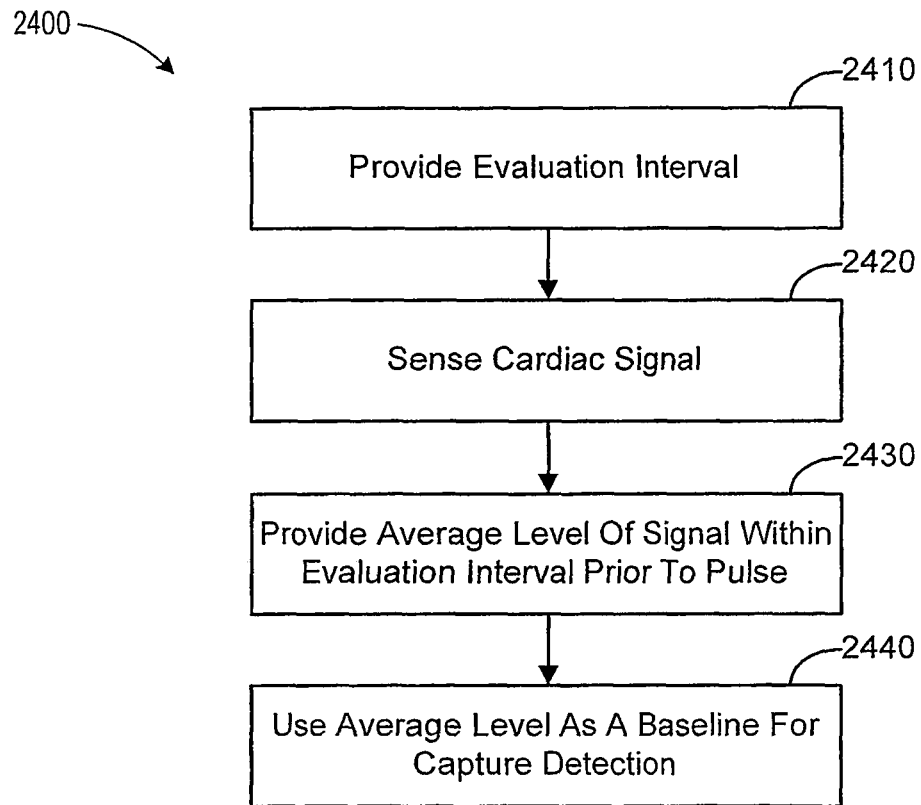 2400
2410
Provide Evaluation Interval
2420
Sense Cardiac Signal
2430
Provide Average Level Of Signal Within
Evaluation Interval Prior To Pulse
2440
Use Average Level As A Baseline For
Capture Detection